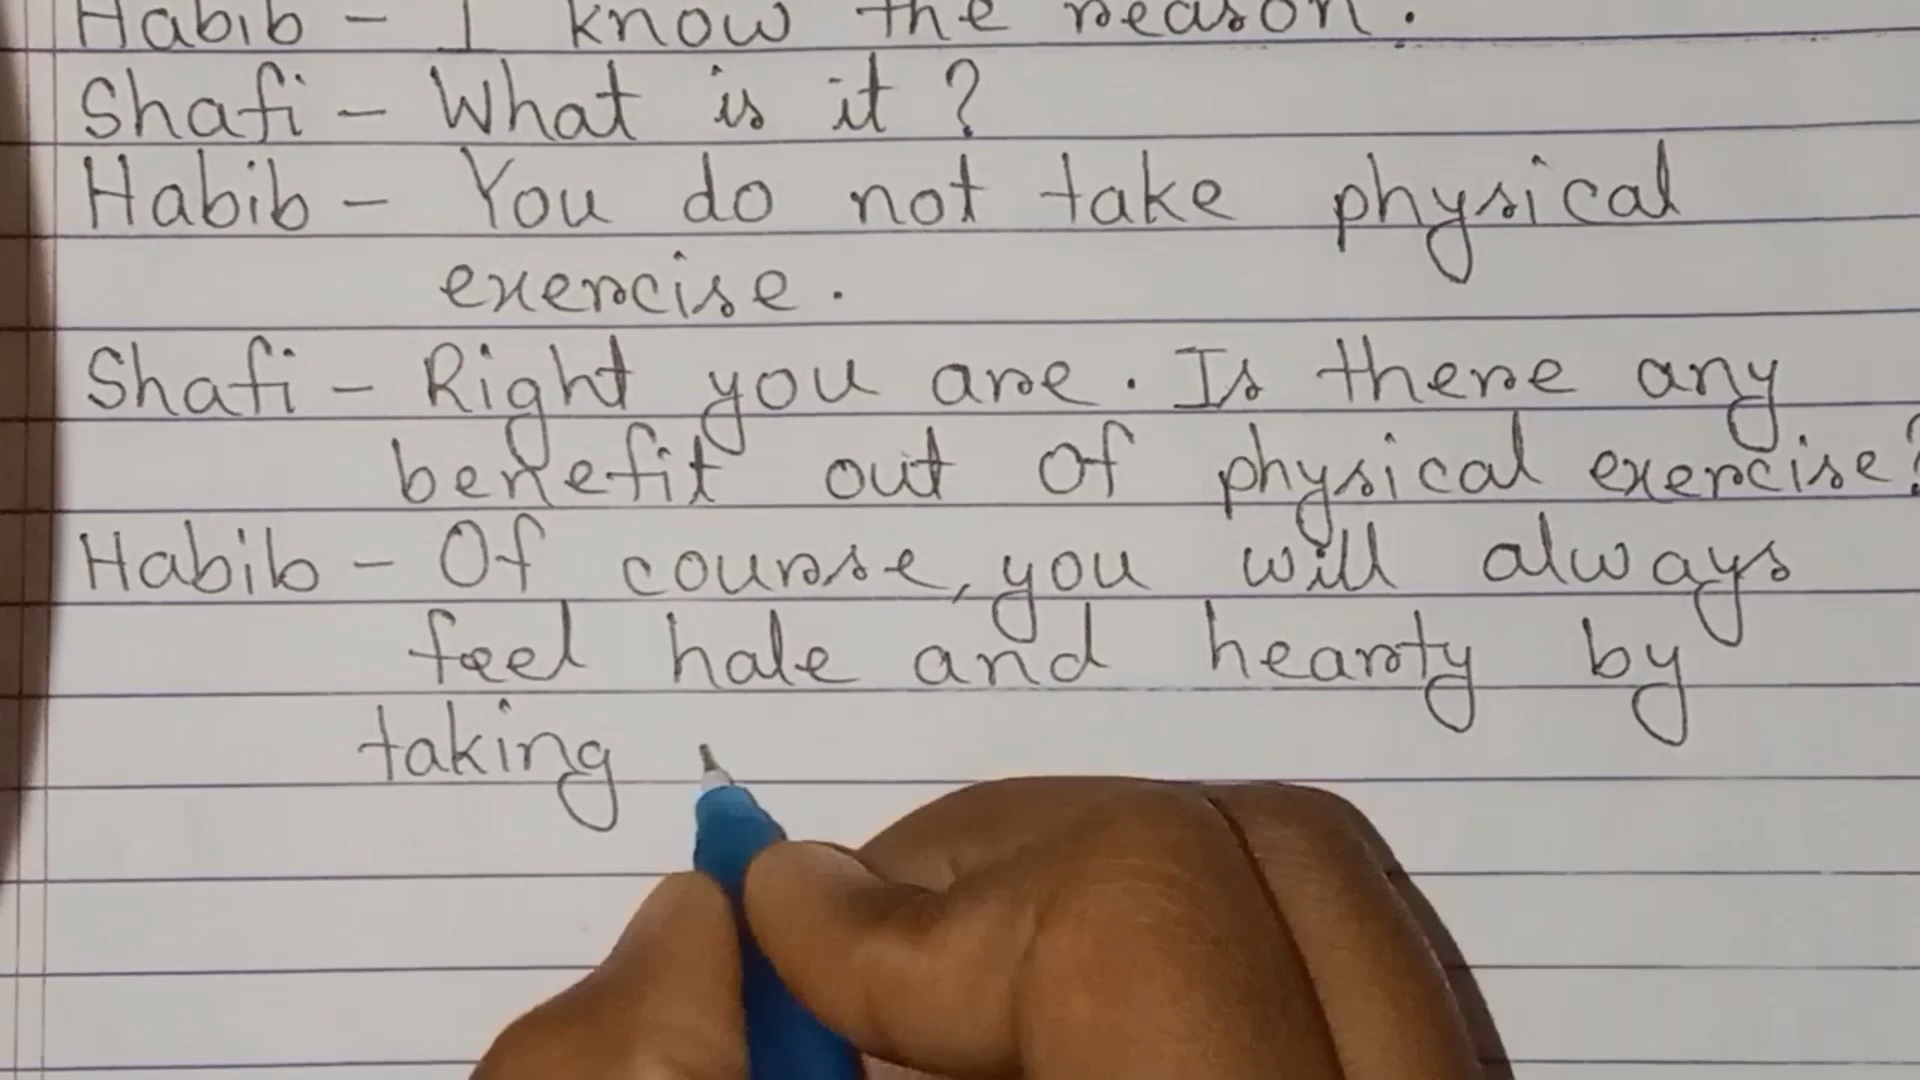 Habib - I know the reason.
Shafi - What is it?
Habib - You do not take physical
exercise.
Shafi - Right you are. Is there any
benefit out of physical exercise?
Habib - Of course, you will always
feel hale and hearty by
taking